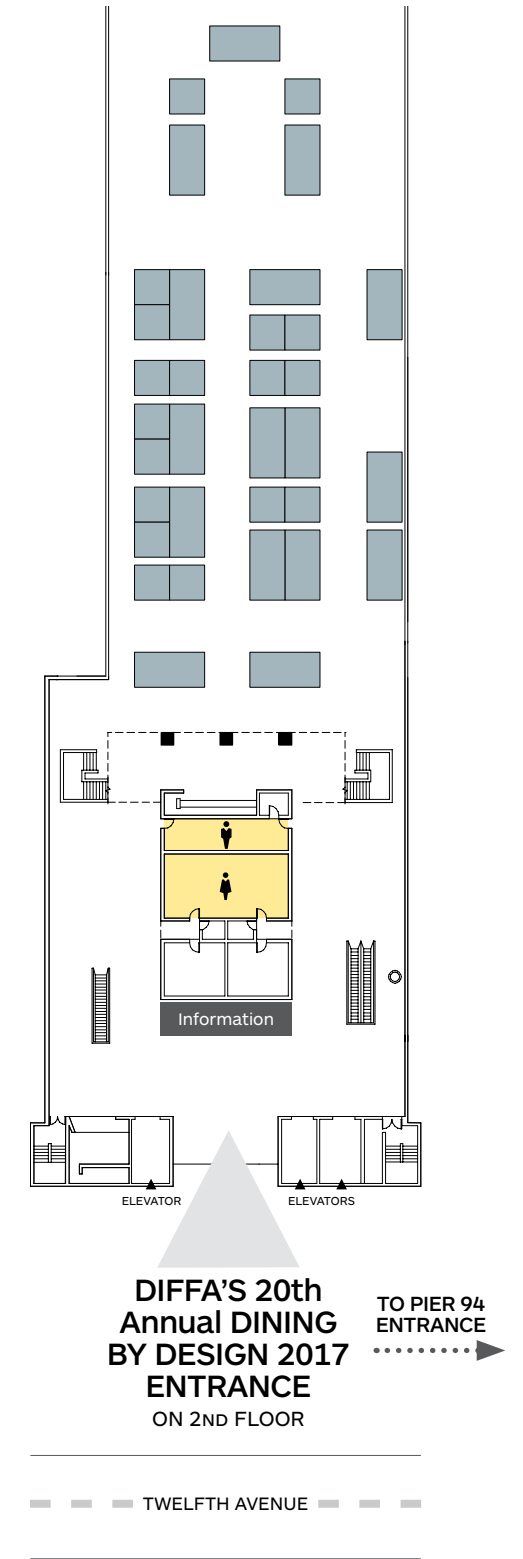 Information
ELEVATOR
ELEVATORS
DIFFA'S 20th
Annual DINING
BY DESIGN 2017
ENTRANCE
ON 2ND FLOOR
TO PIER 94
ENTRANCE
TWELFTH AVENUE